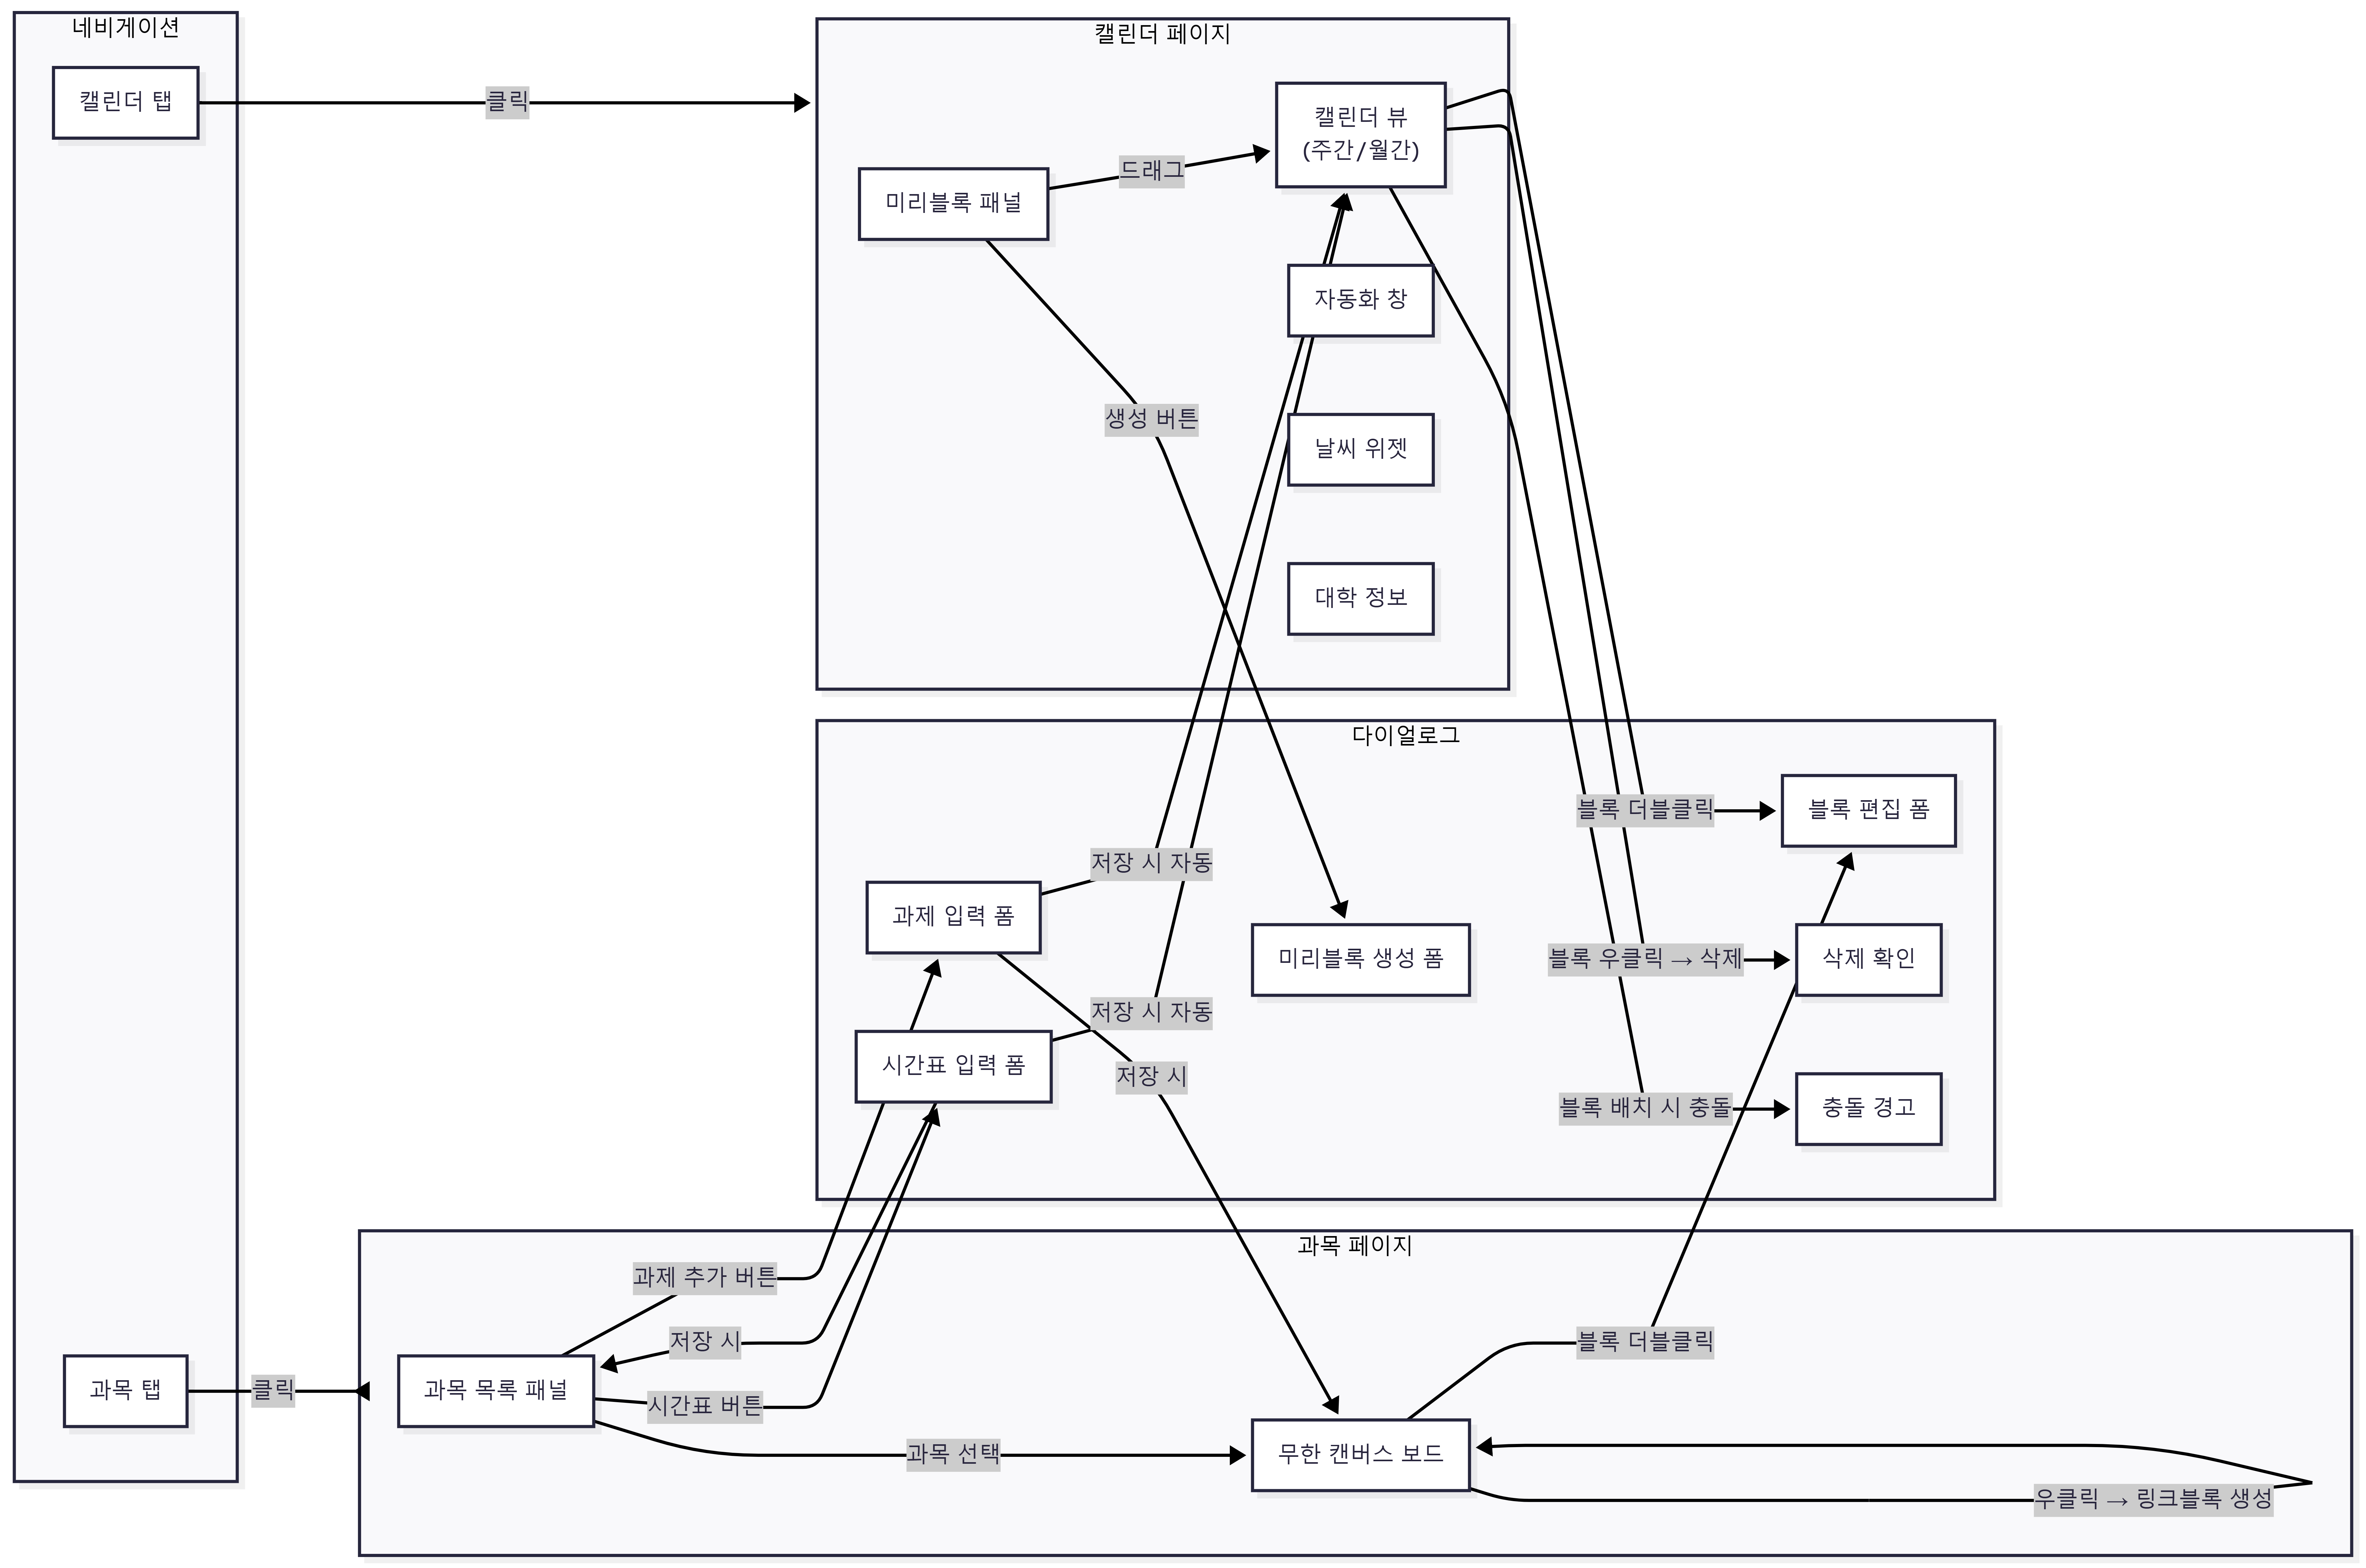 네비게이션
캘린더 탭
클릭
캘린더 페이지
캘린더 뷰
(주간/월간)
드래그
미리블록 패널
자동화 창
생성 버튼
날씨 위젯
대학 정보
다이얼로그
블록 더블클릭
블록 편집 폼
저장 시 자동
과제 입력 폼
미리블록 생성 폼
블록 우클릭 → 삭제
삭제 확인
저장 시 자동
시간표 입력 폼
저장 시
블록 배치 시 충돌
충돌 경고
과목 페이지
과제 추가 버튼
저장 시
블록 더블클릭
과목 탭
클릭
과목 목록 패널
시간표 버튼
과목 선택
무한 캔버스 보드
우클릭 → 링크블록 생성